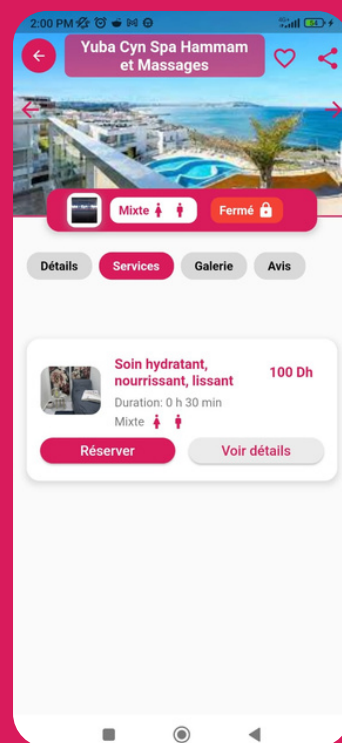 2:00 PM
54
Yuba Cyn Spa Hammam
et Massages
Mixte
Fermé
Détails
Services
Galerie
Avis
Soin hydratant,
nourrissant, lissant
100 Dh
Duration: 0 h 30 min
Mixte
Réserver
Voir détails